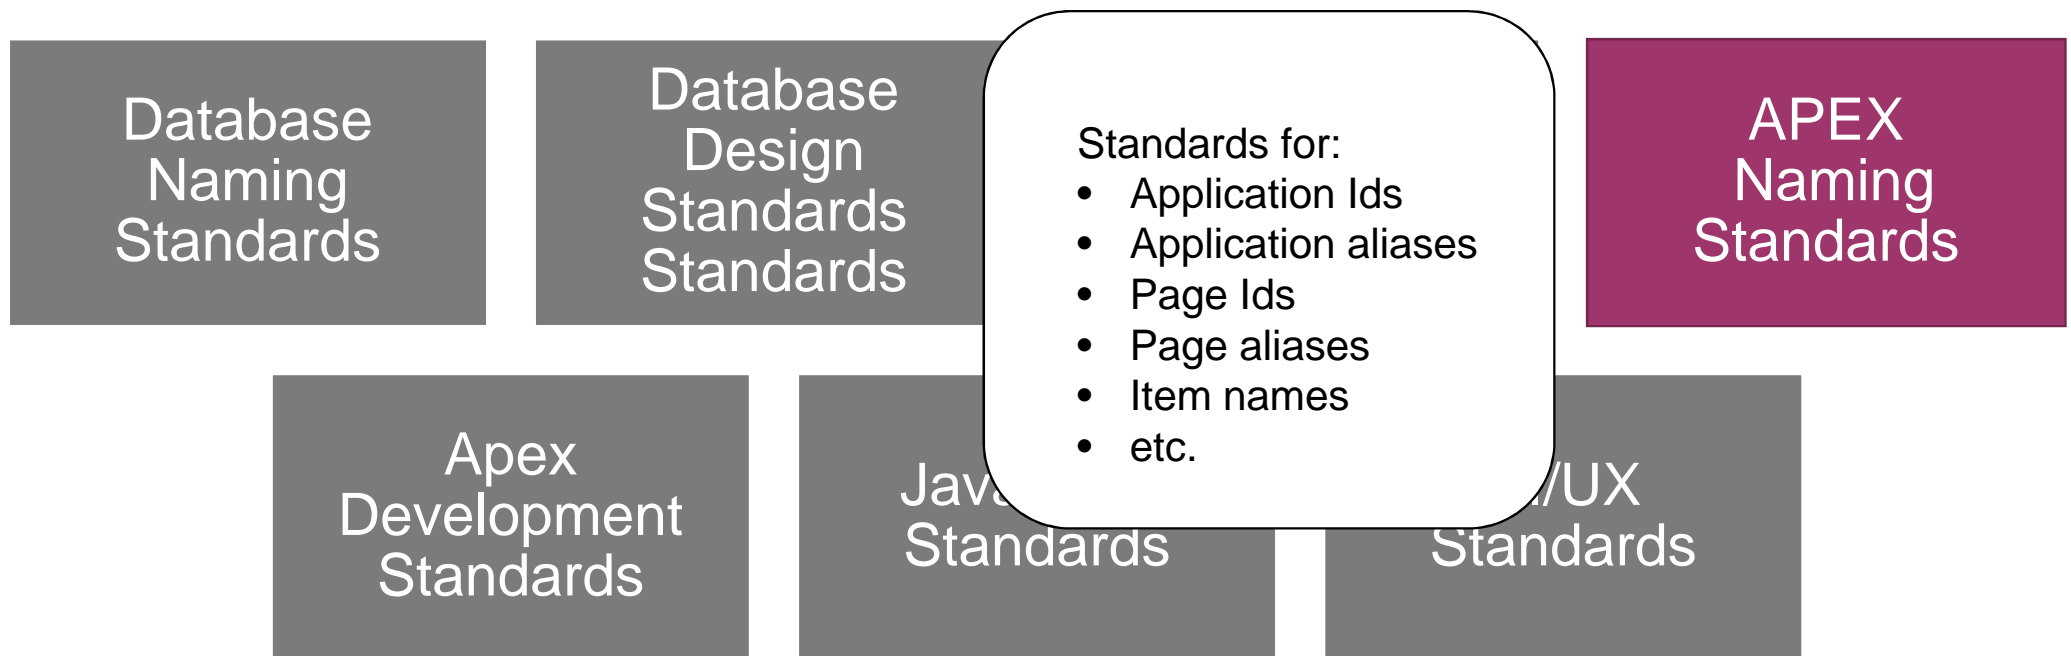 Database
Naming
Standards
Database
Design
Standards
Standards
Standards for:
• Application Ids
• Application aliases
• Page Ids
• Page aliases
• Item names
• etc.
APEX
Naming
Standards
Apex
Development
Standards
Standards
/UX
Standards